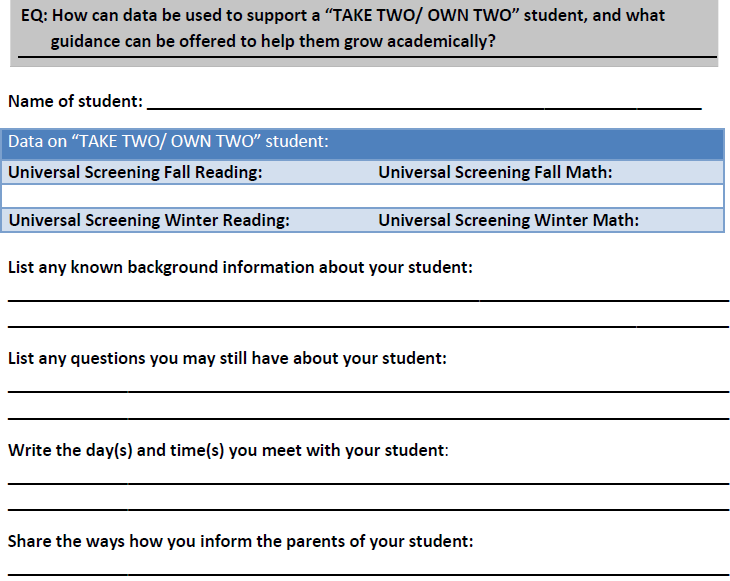 EQ: How can data be used to support a “TAKE TWO/ OWN TWO” student, and what
guidance can be offered to help them grow academically?
Name of student:
Data on “TAKE TWO/ OWN TWO” student:
Universal Screening Fall Reading: Universal Screening Fall Math:
Universal Screening Winter Reading: Universal Screening Winter Math:
List any known background information about your student:
List any questions you may still have about your student:
Write the day(s) and time(s) you meet with your student:
Share the ways how you inform the parents of your student: